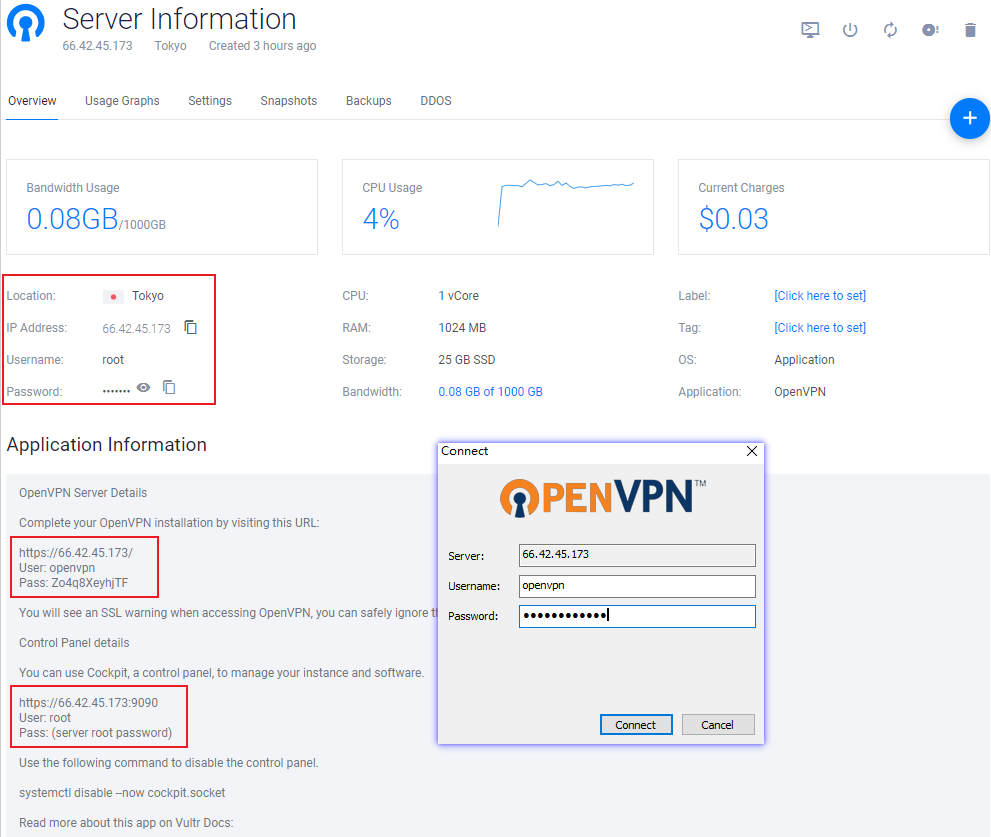 Server Information
66.42.45.173 Tokyo Created 3 hours ago
Overview Usage Graphs Settings Snapshots Backups DDOS
Bandwidth Usage
0.08GB/1000GB
CPU Usage
4%
Current Charges
$0.03
Location: Tokyo
IP Address: 66.42.45.173
Username: root
Password: •••••••
CPU: 1 vCore
RAM: 1024 MB
Storage: 25 GB SSD
Bandwidth: 0.08 GB of 1000 GB
Label: [Click here to set]
Tag: [Click here to set]
OS: Application
Application: OpenVPN
Application Information
OpenVPN Server Details
Complete your OpenVPN installation by visiting this URL:
https://66.42.45.173/
User: openvpn
Pass: Zo4q8XeyhjTF
You will see an SSL warning when accessing OpenVPN, you can safely ignore
Control Panel details
You can use Cockpit, a control panel, to manage your instance and software.
https://66.42.45.173:9090
User: root
Pass: (server root password)
Use the following command to disable the control panel.
systemctl disable --now cockpit.socket
Read more about this app on Vultr Docs:
Connect
OPENVPN™
Server: 66.42.45.173
Username: openvpn
Password: ••••••••••••
Connect Cancel